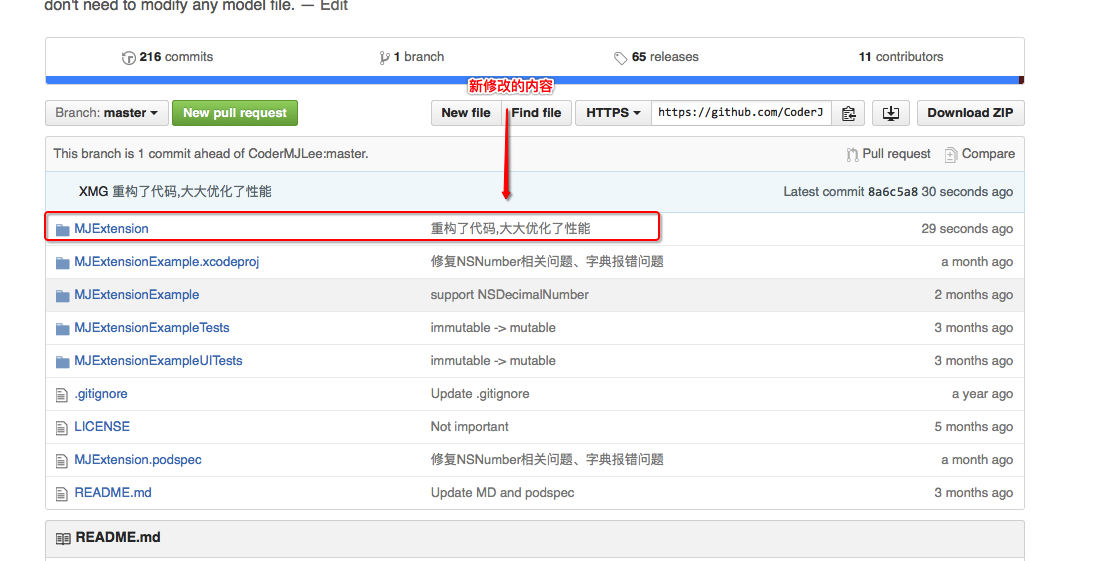 don't need to modify any model file. — Edit
216 commits 1 branch 65 releases 11 contributors
新修改的内容
Branch: master New pull request New file Find file HTTPS https://github.com/CoderJ Download ZIP
This branch is 1 commit ahead of CoderMJLee:master. Pull request Compare
XMG 重构了代码,大大优化了性能 Latest commit 8a6c5a8 30 seconds ago
MJExtension 重构了代码,大大优化了性能 29 seconds ago
MJExtensionExample.xcodeproj 修复NSNumber相关问题、字典报错问题 a month ago
MJExtensionExample support NSDecimalNumber 2 months ago
MJExtensionExampleTests immutable -> mutable 3 months ago
MJExtensionExampleUITests immutable -> mutable 3 months ago
.gitignore Update .gitignore a year ago
LICENSE Not important 5 months ago
MJExtension.podspec 修复NSNumber相关问题、字典报错问题 a month ago
README.md Update MD and podspec 3 months ago
README.md